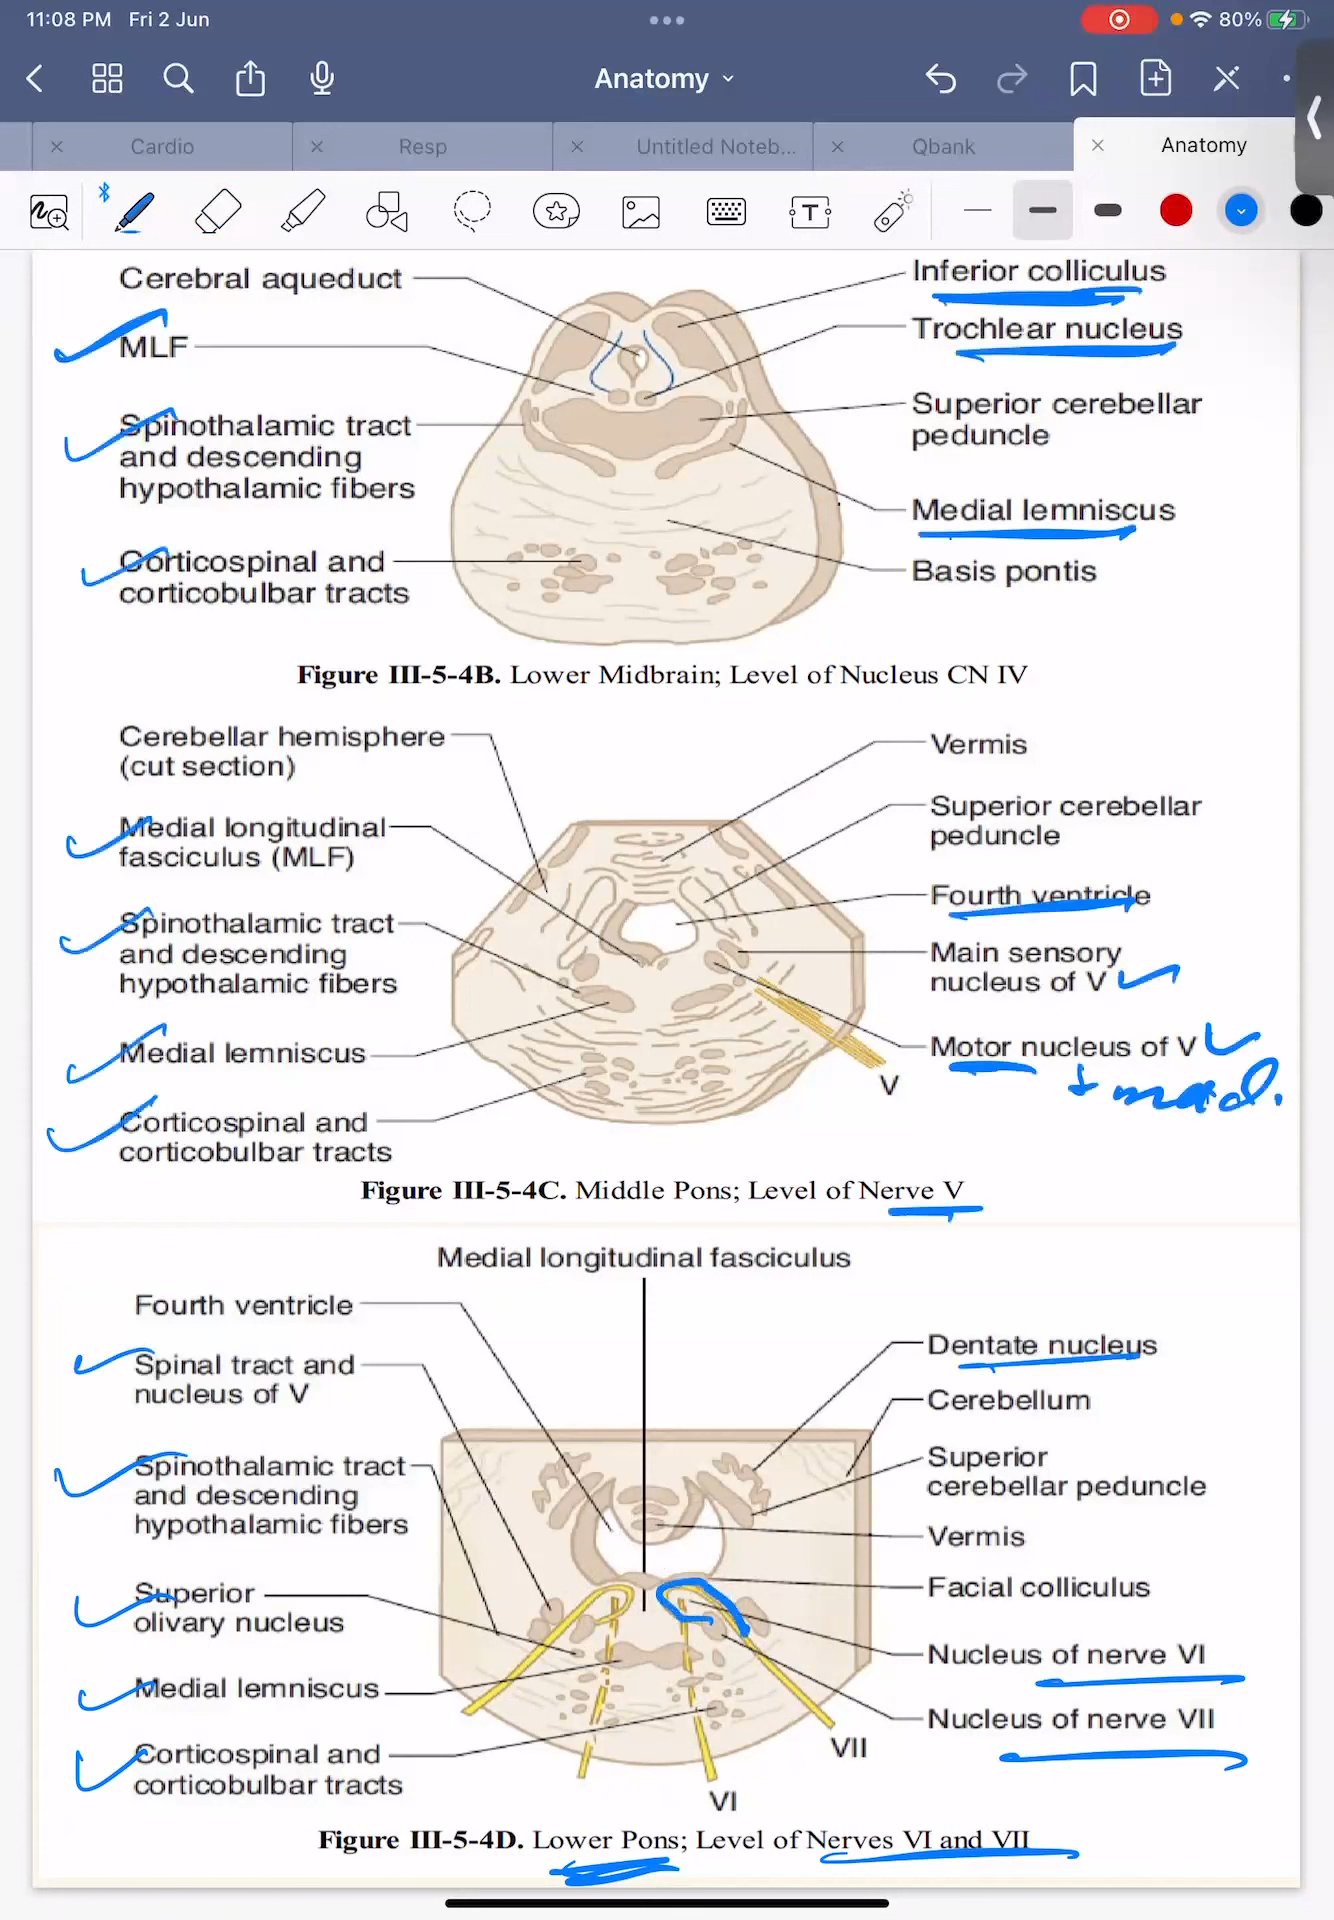 11:08 PM Fri 2 Jun
80%
Anatomy
Cardio
Resp
Untitled Noteb...
Qbank
Anatomy
Cerebral aqueduct
MLF
Spinothalamic tract
and descending
hypothalamic fibers
Corticospinal and
corticobulbar tracts
Inferior colliculus
Trochlear nucleus
Superior cerebellar
peduncle
Medial lemniscus
Basis pontis
Figure III-5-4B. Lower Midbrain; Level of Nucleus CN IV
Cerebellar hemisphere
(cut section)
Medial longitudinal
fasciculus (MLF)
Spinothalamic tract
and descending
hypothalamic fibers
Medial lemniscus
Corticospinal and
corticobulbar tracts
Vermis
Superior cerebellar
peduncle
Fourth ventricle
Main sensory
nucleus of V
Motor nucleus of V
V
Figure III-5-4C. Middle Pons; Level of Nerve V
Medial longitudinal fasciculus
Fourth ventricle
Spinal tract and
nucleus of V
Spinothalamic tract
and descending
hypothalamic fibers
Superior
olivary nucleus
Medial lemniscus
Corticospinal and
corticobulbar tracts
Dentate nucleus
Cerebellum
Superior
cerebellar peduncle
Vermis
Facial colliculus
Nucleus of nerve VI
Nucleus of nerve VII
VII
VI
Figure III-5-4D. Lower Pons; Level of Nerves VI and VII